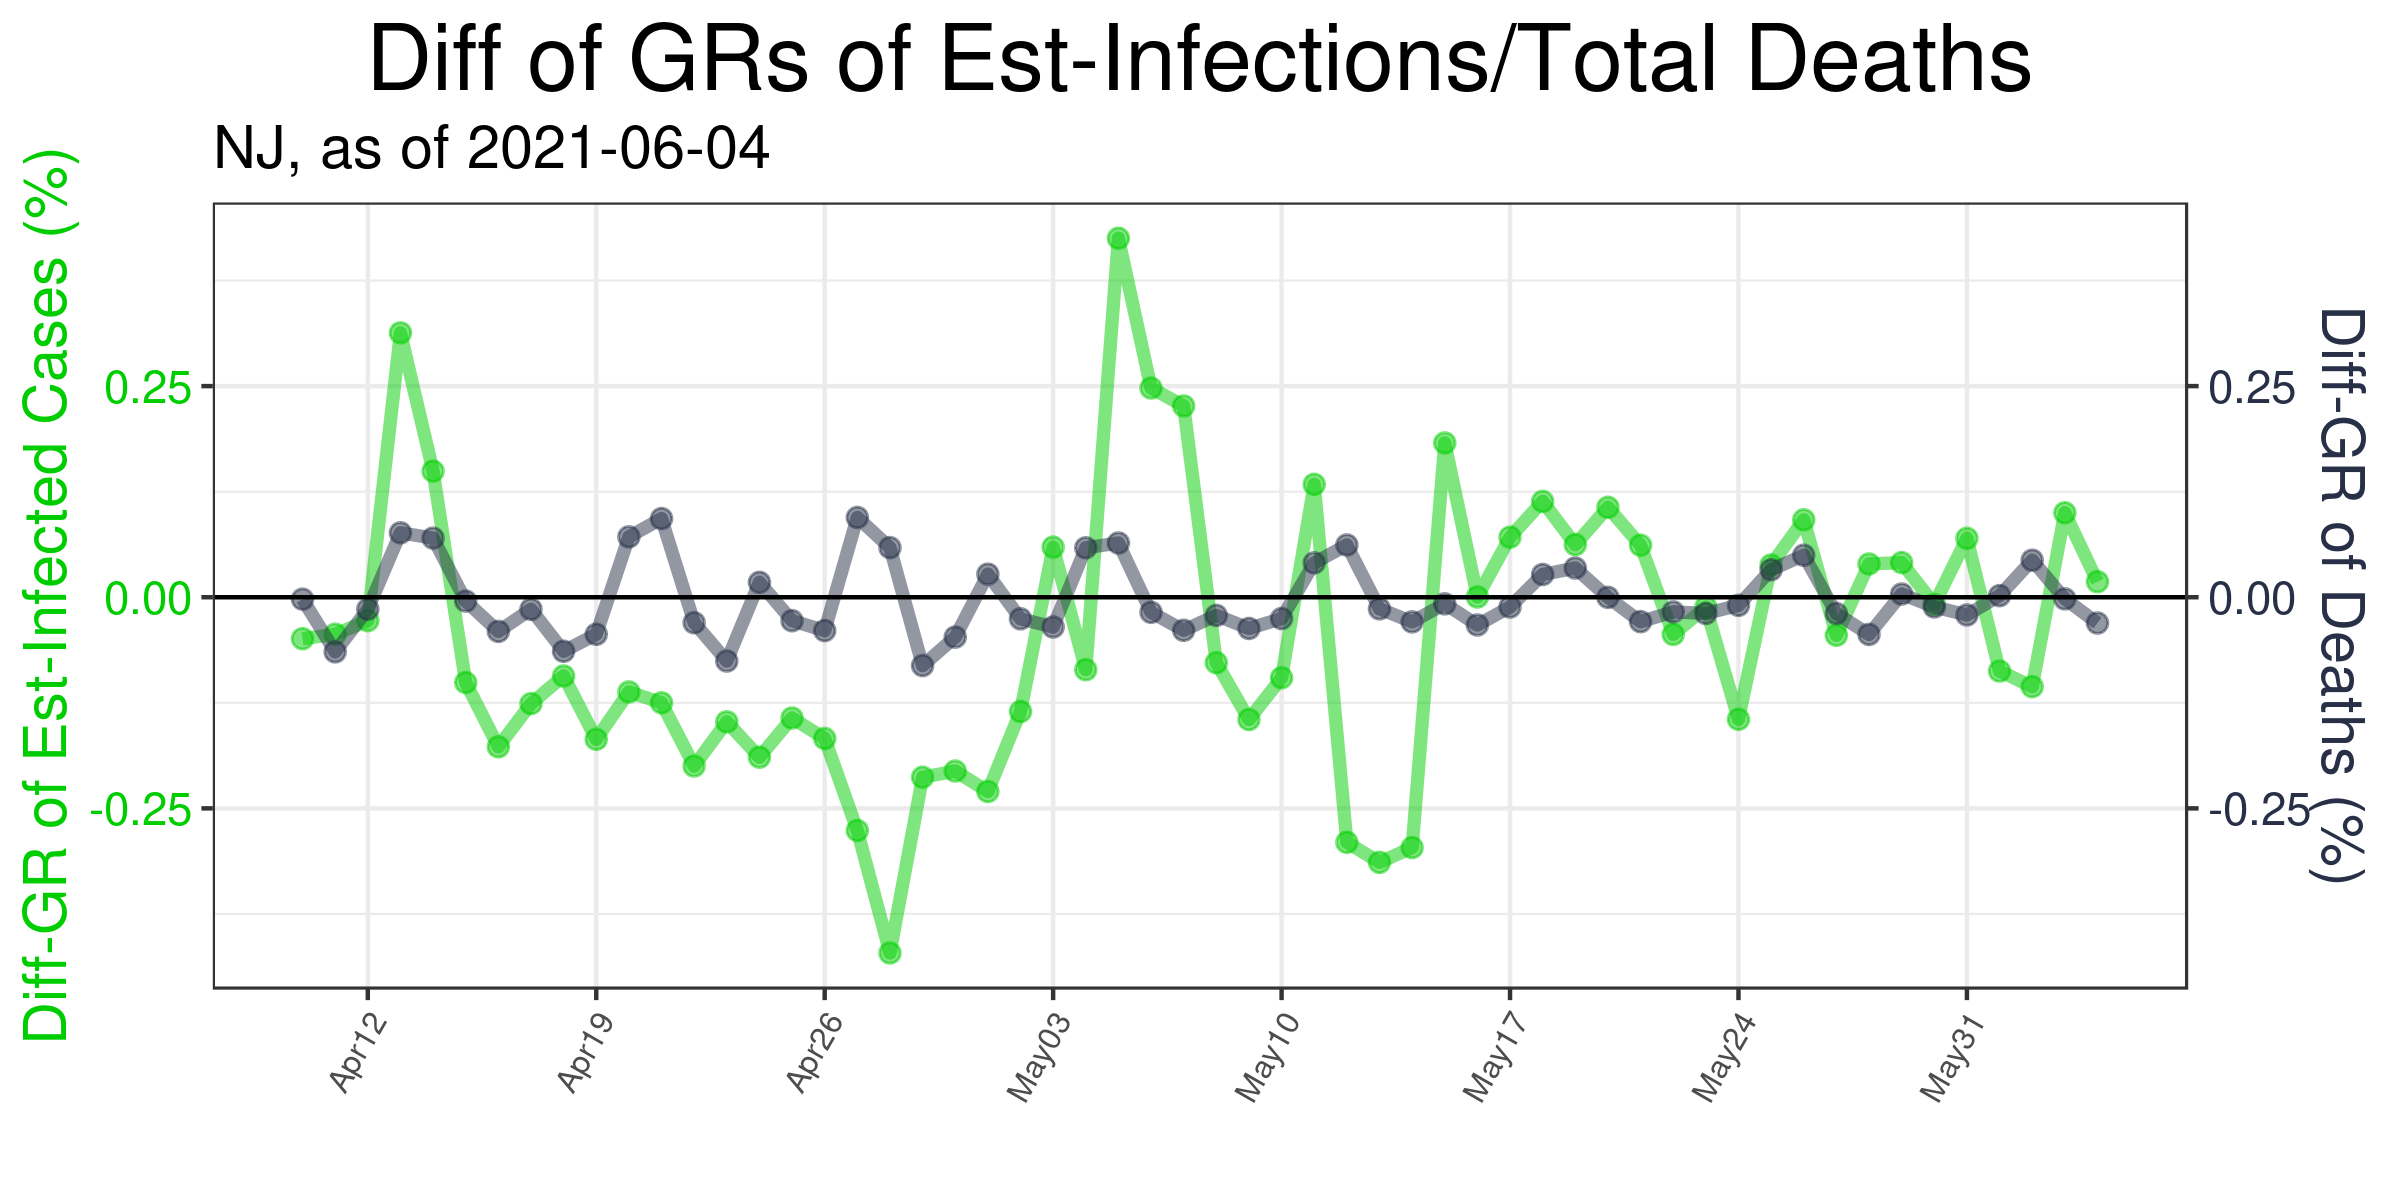 Diff of GRs of Est-Infections/Total Deaths
NJ, as of 2021-06-04
Diff-GR of Est-Infected Cases (%)
0.25
0.00
-0.25
0.25
0.00
-0.25
Diff-GR of Deaths (%)
Apr12
Apr19
Apr26
May03
May10
May17
May24
May31